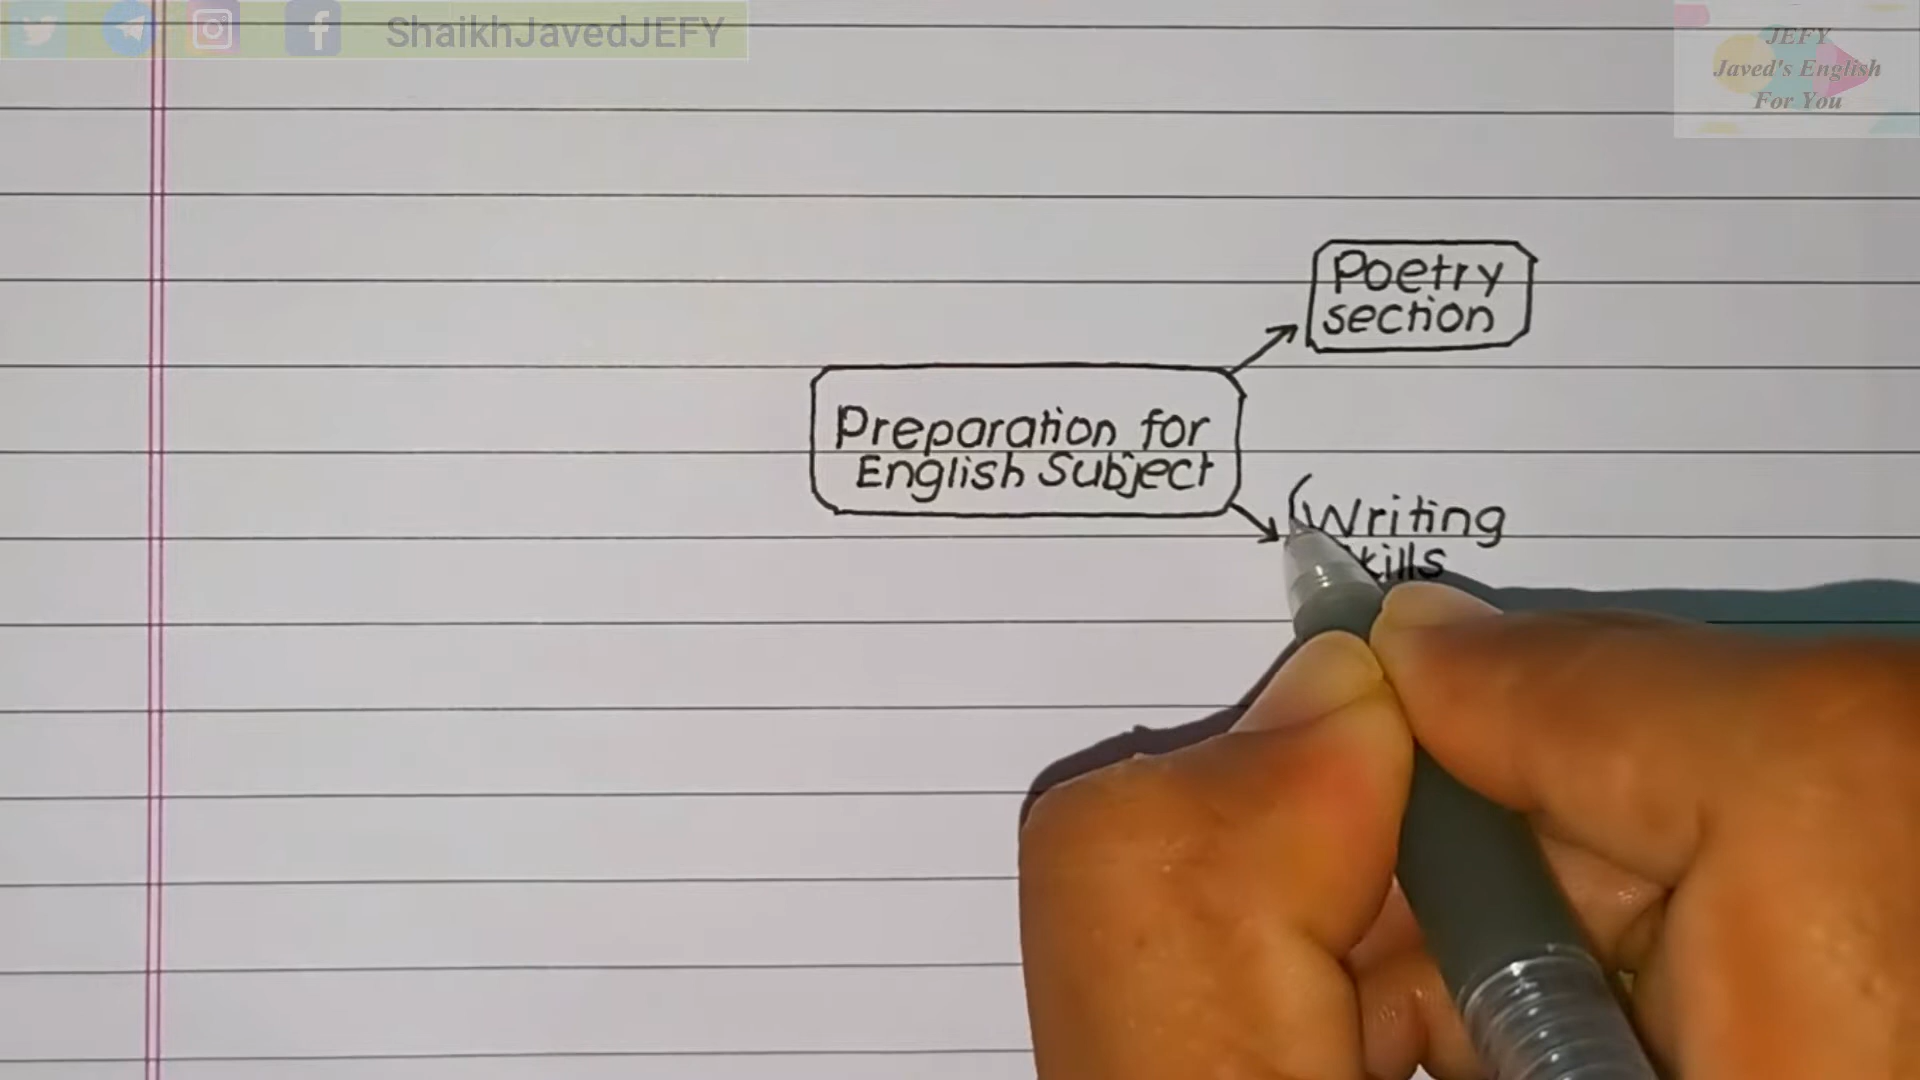 ShaikhJavedJEFY
JEFY
Javed's English
For You
Poetry
section
Preparation for
English Subject
Writing